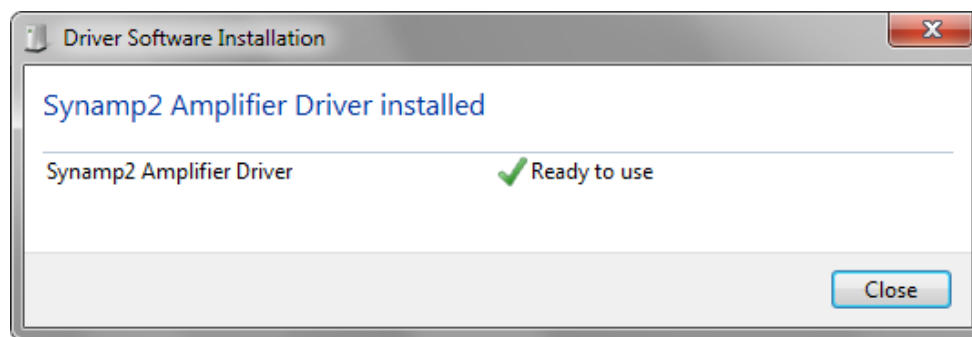 Driver Software Installation
Synamp2 Amplifier Driver installed
Synamp2 Amplifier Driver Ready to use
Close